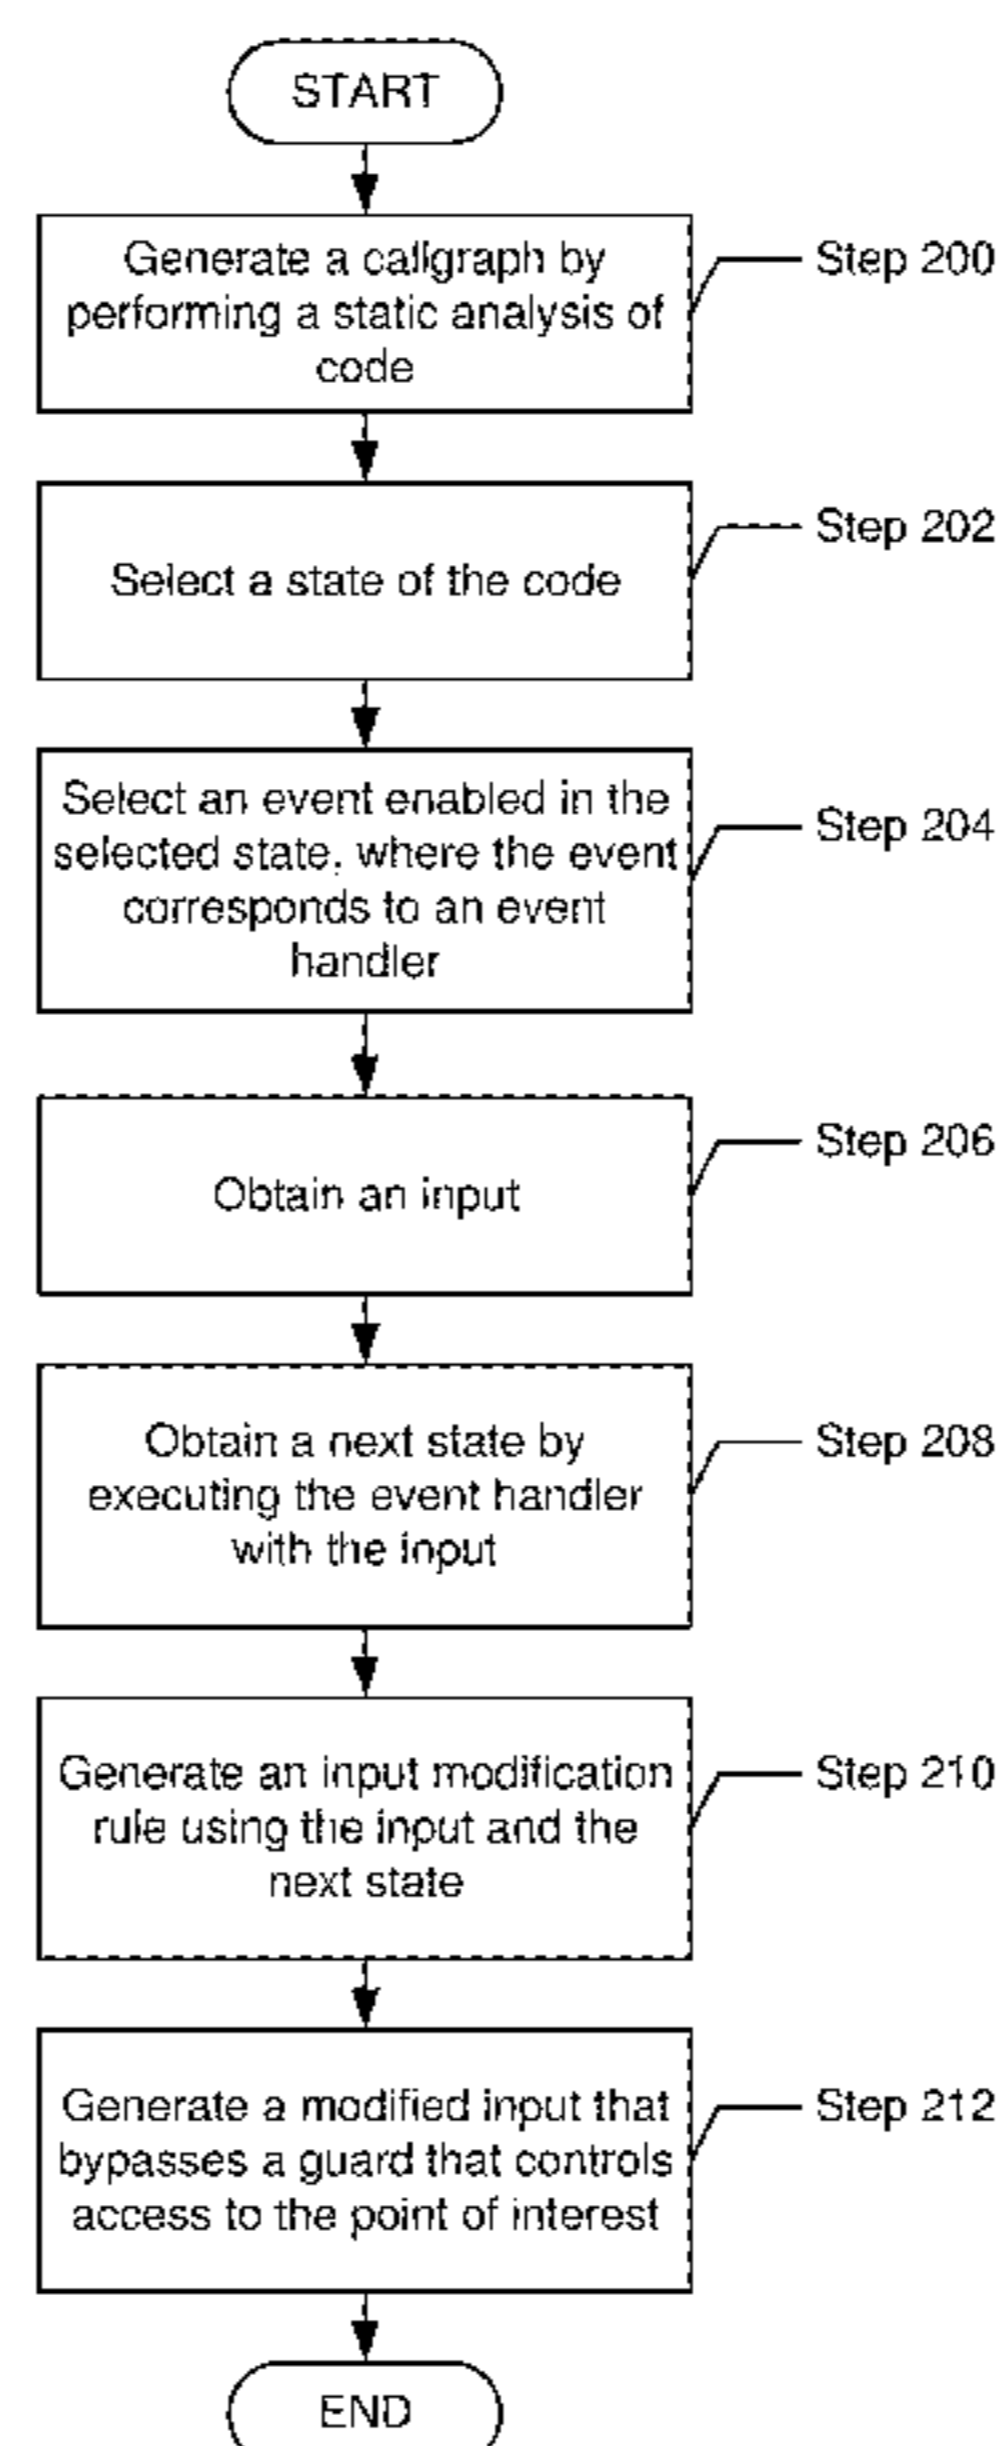 START
Generate a callgraph by
performing a static analysis of
code
Step 200
Select a state of the code
Step 202
Select an event enabled in the
selected state, where the event
corresponds to an event
handler
Step 204
Obtain an input
Step 206
Obtain a next state by
executing the event handler
with the input
Step 208
Generate an input modification
rule using the input and the
next state
Step 210
Generate a modified input that
bypasses a guard that controls
access to the point of interest
Step 212
END